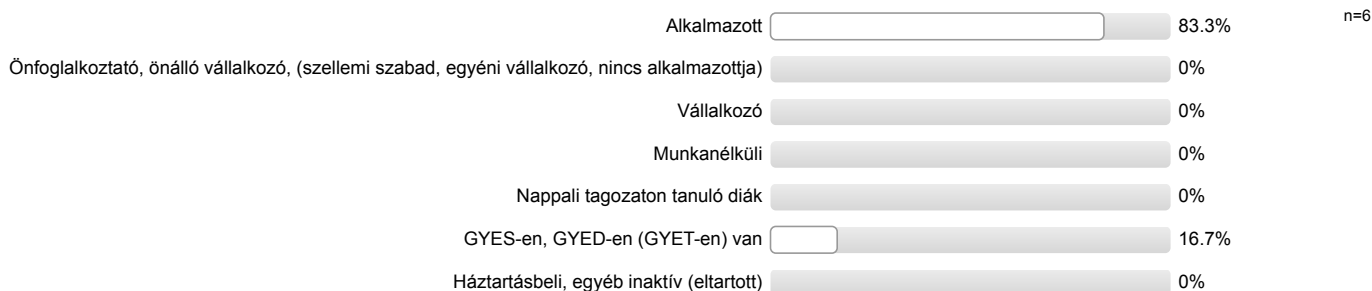 Alkalmazott 83.3% n=6
Önfoglalkoztató, önálló vállalkozó, (szellemi szabad, egyéni vállalkozó, nincs alkalmazottja) 0%
Vállalkozó 0%
Munkanélküli 0%
Nappali tagozaton tanuló diák 0%
GYES-en, GYED-en (GYET-en) van 16.7%
Háztartásbeli, egyéb inaktív (eltartott) 0%